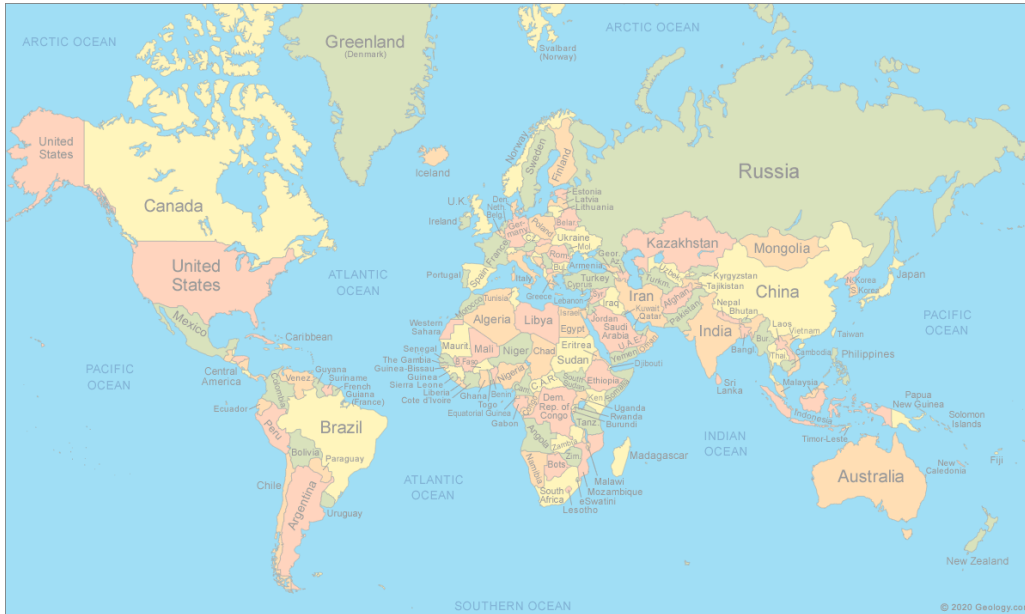 ARCTIC OCEAN
Greenland
(Denmark)
Svalbard
(Norway)
ARCTIC OCEAN
United
States
Canada
Iceland
Norway
Sweden
Finland
Russia
Estonia
Latvia
Lithuania
U.K.
Ireland
Den
Neth
Belg
Ger-
many
Poland
Belar.
Ukraine
Mol.
Kazakhstan
Mongolia
United
States
ATLANTIC
OCEAN
Portugal
Spain
France
Italy
Rom
Bul
Greece
Geor.
Armenia
Az
Turkey
Cyprus
Lebanon
Syr
Uzbek
Turkm.
Kyrgyzstan
Tajikistan
China
N. Korea
S. Korea
Japan
Mexico
Morocco
Tunisia
Algeria
Libya
Israel
Egypt
Jordan
Iraq
Iran
Kuwait
Qatar
Saudi
Arabia
U.A.E.
Oman
Yemen
Afghan
Pakistan
Nepal
Bhutan
India
Bangl.
Bur
Laos
Vietnam
Thai.
Cambodia
Taiwan
Philippines
PACIFIC
OCEAN
Western
Sahara
Maurit.
Mali
Niger
Chad
Eritrea
Sudan
Djibouti
Senegal
The Gambia
Guinea-Bissau
Guinea
Sierra Leone
Liberia
Cote d'Ivoire
B. Faso
Ghana
Togo
Benin
Nigeria
Cam
C.A.R.
South
Sudan
Ethiopia
Somalia
Equatorial Guinea
Gabon
Dem.
Rep. of
Congo
Ken
Uganda
Rwanda
Burundi
Tanz
Caribbean
Central
America
PACIFIC
OCEAN
Venez
Guyana
Suriname
French
Guiana
(France)
Colombia
Ecuador
Peru
Brazil
Bolivia
Paraguay
Chile
Argentina
Uruguay
ATLANTIC
OCEAN
Angola
Zambia
Namibia
Bots
Zim
South
Africa
Madagascar
Malawi
Mozambique
eSwatini
Lesotho
Sri
Lanka
INDIAN
OCEAN
Malaysia
Indonesia
Timor-Leste
Papua
New Guinea
Solomon
Islands
Australia
New
Caledonia
Fiji
New Zealand
SOUTHERN OCEAN
© 2020 Geology.com